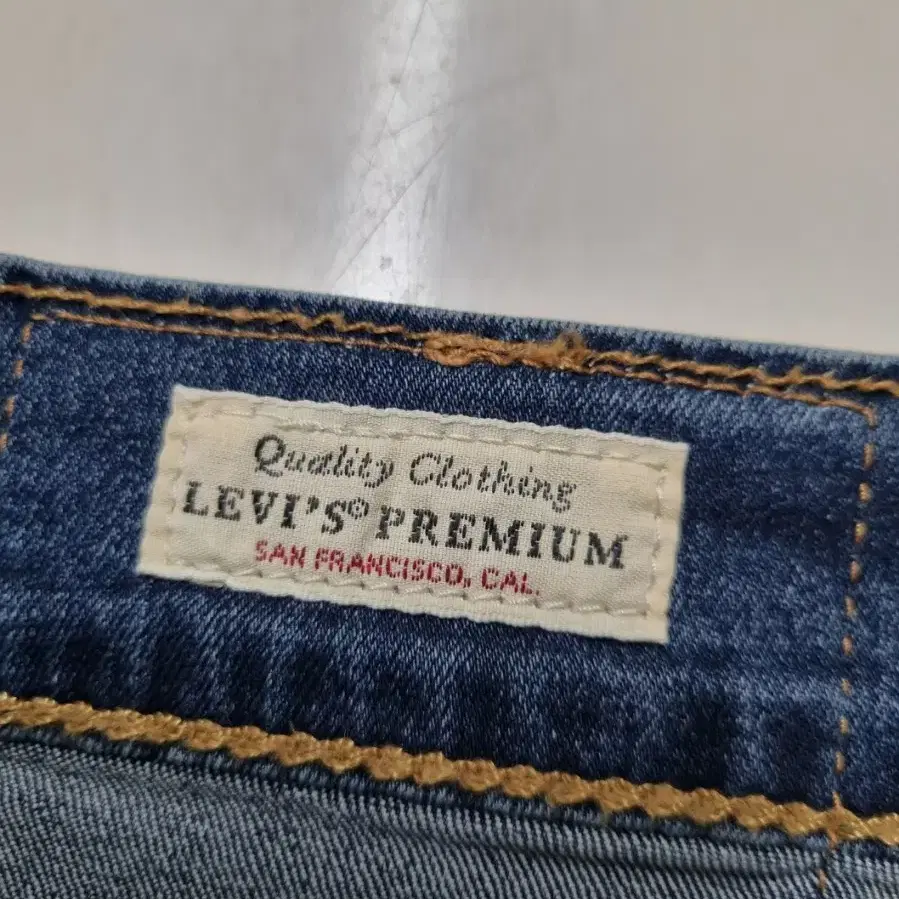 Quality Clothing
LEVI'S® PREMIUM
SAN FRANCISCO, CAL.